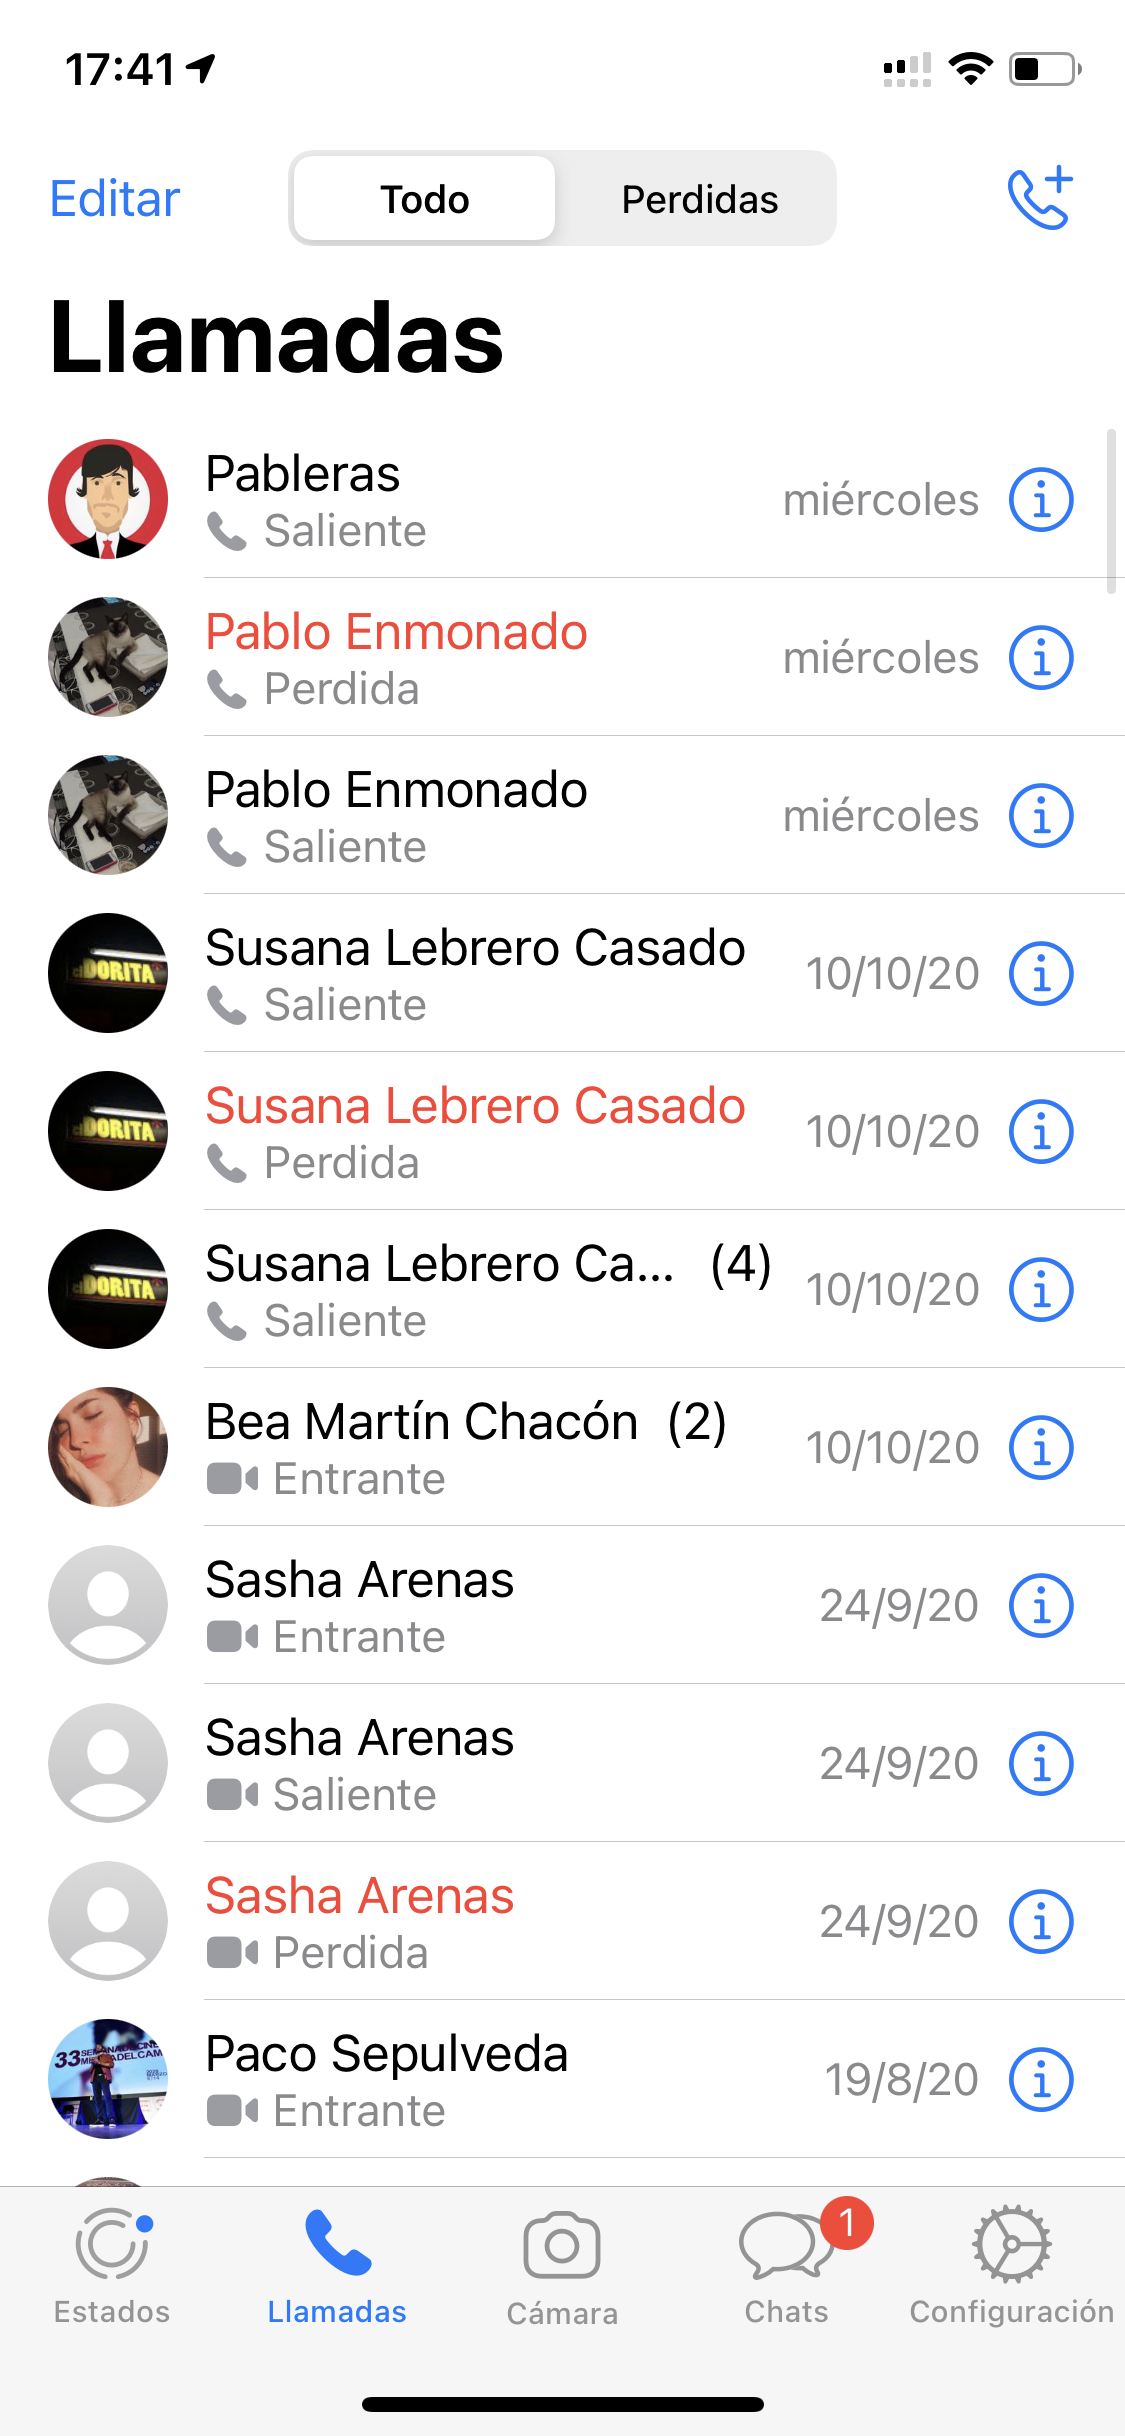 17:41
Editar
Todo
Perdidas
Llamadas
Pableras
Saliente
miércoles
Pablo Enmonado
Perdida
miércoles
Pablo Enmonado
Saliente
miércoles
Susana Lebrero Casado
Saliente
10/10/20
Susana Lebrero Casado
Perdida
10/10/20
Susana Lebrero Ca... (4)
Saliente
10/10/20
Bea Martín Chacón (2)
Entrante
10/10/20
Sasha Arenas
Entrante
24/9/20
Sasha Arenas
Saliente
24/9/20
Sasha Arenas
Perdida
24/9/20
Paco Sepulveda
Entrante
19/8/20
Estados
Llamadas
Cámara
1
Chats
Configuración